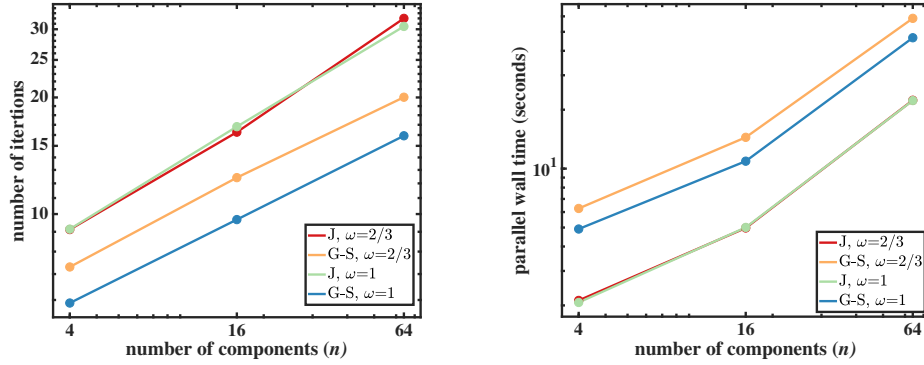 number of itertions
30
25
20
15
10
J, ω=2/3
G-S, ω=2/3
J, ω=1
G-S, ω=1
4
16
64
number of components (n)
parallel wall time (seconds)
10¹
J, ω=2/3
G-S, ω=2/3
J, ω=1
G-S, ω=1
4
16
64
number of components (n)